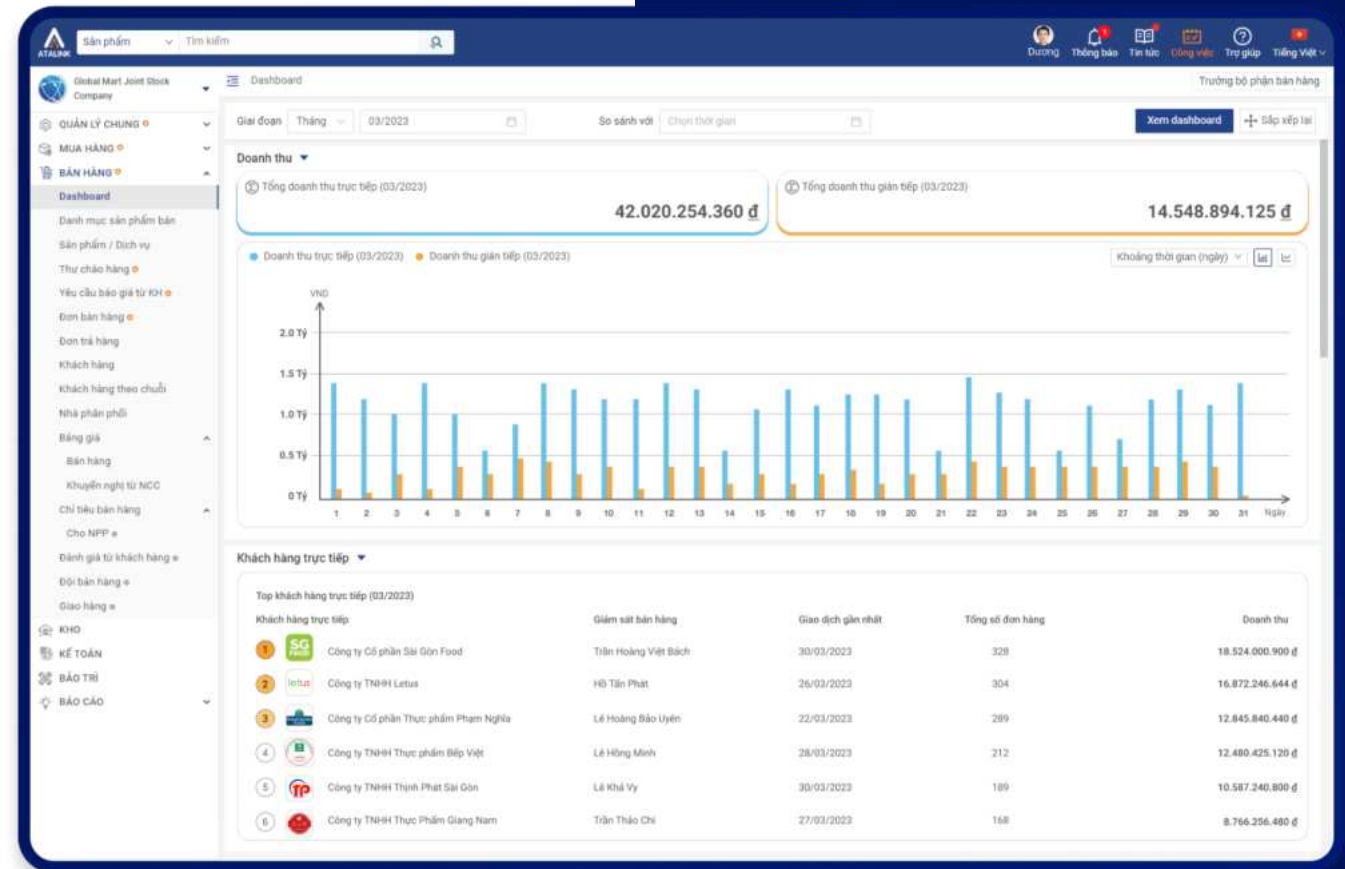 ATALINK
Sản phẩm
Tìm kiếm
Dương
Thông báo
1
Tin tức
Công việc
Trợ giúp
Tiếng Việt
Global Mart Joint Stock
Company
Dashboard
Trưởng bộ phận bán hàng
QUẢN LÝ CHUNG
MUA HÀNG
BÁN HÀNG
Dashboard
Danh mục sản phẩm bán
Sản phẩm / Dịch vụ
Thư chào hàng
Yêu cầu báo giá từ KH
Đơn bán hàng
Đơn trả hàng
Khách hàng
Khách hàng theo chuỗi
Nhà phân phối
Bảng giá
Bán hàng
Khuyến nghị từ NCC
Chỉ tiêu bán hàng
Cho NPP
Đánh giá từ khách hàng
Đội bán hàng
Giao hàng
KHO
KẾ TOÁN
BẢO TRÌ
BÁO CÁO
Giai đoạn Tháng 03/2023 So sánh với Chọn thời gian Xem dashboard Sắp xếp lại
Doanh thu
Tổng doanh thu trực tiếp (03/2023)
42.020.254.360 đ
Tổng doanh thu gián tiếp (03/2023)
14.548.894.125 đ
Doanh thu trực tiếp (03/2023) Doanh thu gián tiếp (03/2023) Khoảng thời gian (ngày)
VND
2.0 Tỷ
1.5 Tỷ
1.0 Tỷ
0.5 Tỷ
0 Tỷ
1 2 3 4 5 6 7 8 9 10 11 12 13 14 15 16 17 18 19 20 21 22 23 24 25 26 27 28 29 30 31 Ngày
Khách hàng trực tiếp
Top khách hàng trực tiếp (03/2023)
Khách hàng trực tiếp Giám sát bán hàng Giao dịch gần nhất Tổng số đơn hàng Doanh thu
1 SG FOOD Công ty Cổ phần Sài Gòn Food Trần Hoàng Việt Bách 30/03/2023 328 18.524.000.900 đ
2 letus Công ty TNHH Letus Hồ Tấn Phát 26/03/2023 304 16.872.246.644 đ
3 Công ty Cổ phần Thực phẩm Phạm Nghĩa Lê Hoàng Bảo Uyên 22/03/2023 289 12.845.840.440 đ
4 Công ty TNHH Thực phẩm Bếp Việt Lê Hồng Minh 28/03/2023 212 12.480.425.120 đ
5 TP Công ty TNHH Thịnh Phát Sài Gòn Lê Khả Vy 30/03/2023 189 10.587.240.800 đ
6 Công ty TNHH Thực Phẩm Giang Nam Trần Thảo Chi 27/03/2023 168 8.766.256.480 đ